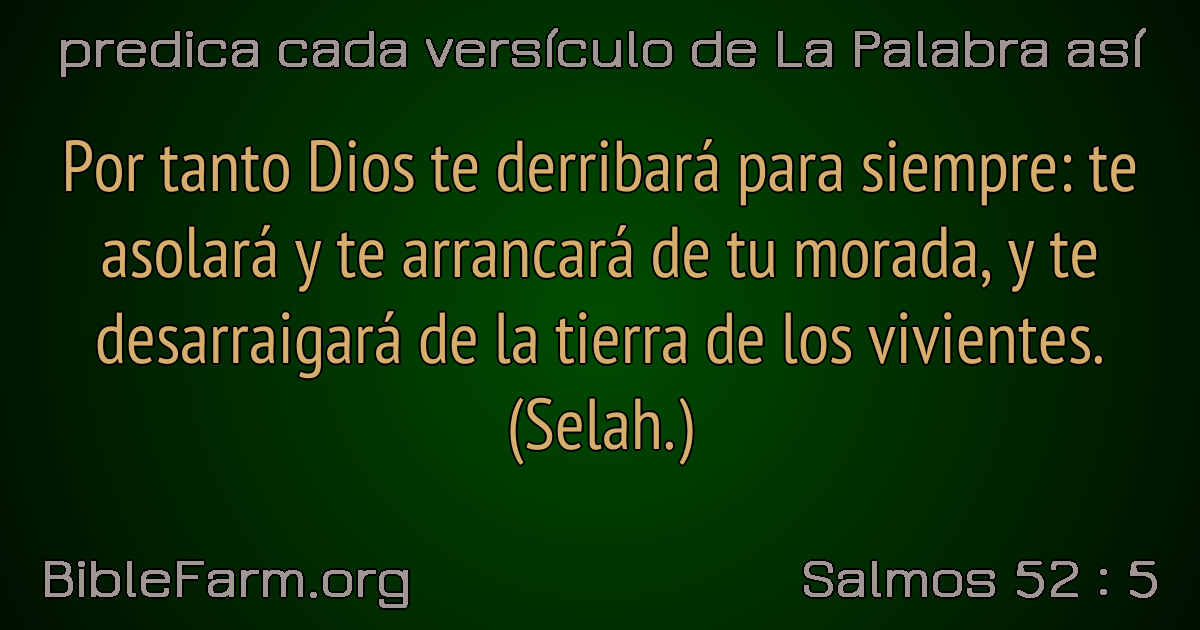 predica cada versículo de La Palabra así
Por tanto Dios te derribará para siempre: te
asolará y te arrancará de tu morada, y te
desarraigará de la tierra de los vivientes.
(Selah.)
BibleFarm.org
Salmos 52 : 5